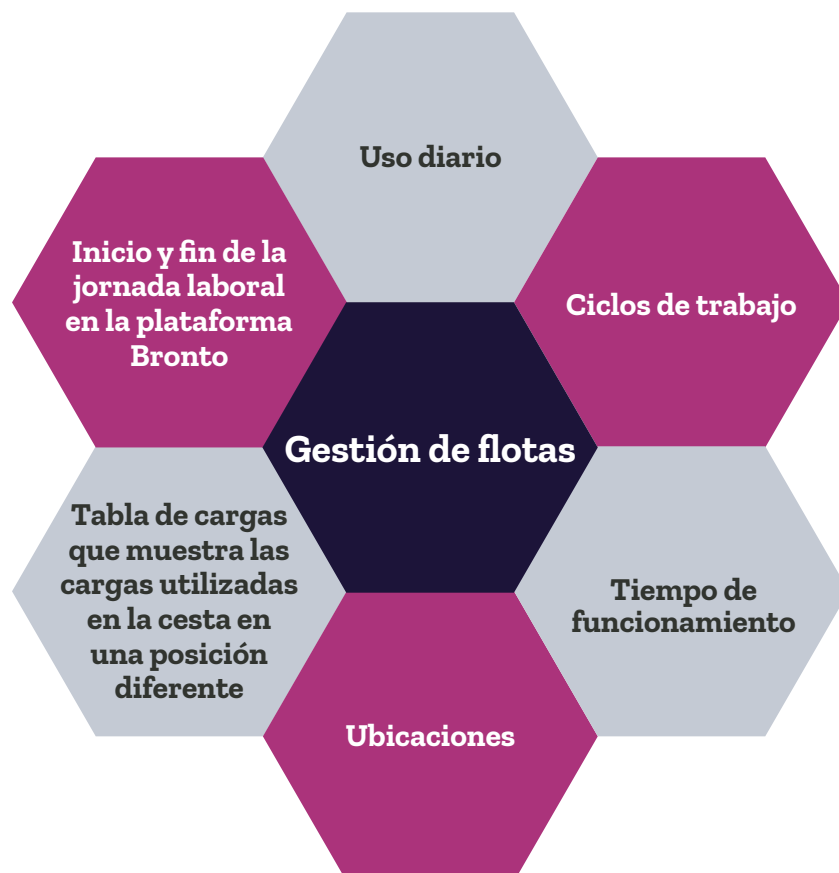 Uso diario
Inicio y fin de la
jornada laboral
en la plataforma
Bronto
Ciclos de trabajo
Gestión de flotas
Tabla de cargas
que muestra las
cargas utilizadas
en la cesta en
una posición
diferente
Tiempo de
funcionamiento
Ubicaciones